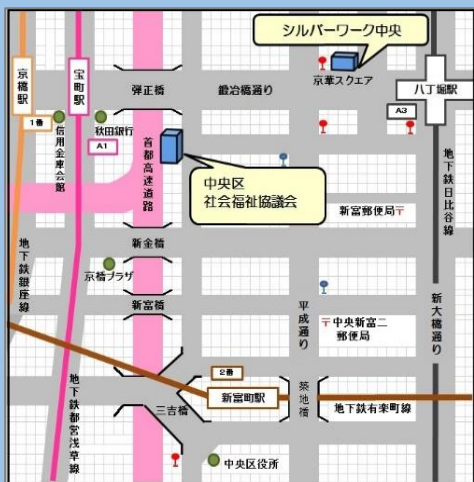 シルバーワーク中央
京橋駅
宝町駅
弾正橋
鍛冶橋通り
京華スクエア
八丁堀駅
1番
信用金庫会館
秋田銀行
A1
A3
首都高速道路
中央区
社会福祉協議会
地下鉄日比谷線
新富郵便局〒
地下鉄銀座線
新金橋
京橋プラザ
新富橋
平成通り
〒中央新富二
郵便局
新大橋通り
2番
新富町駅
築地橋
地下鉄都営浅草線
三吉橋
地下鉄有楽町線
中央区役所